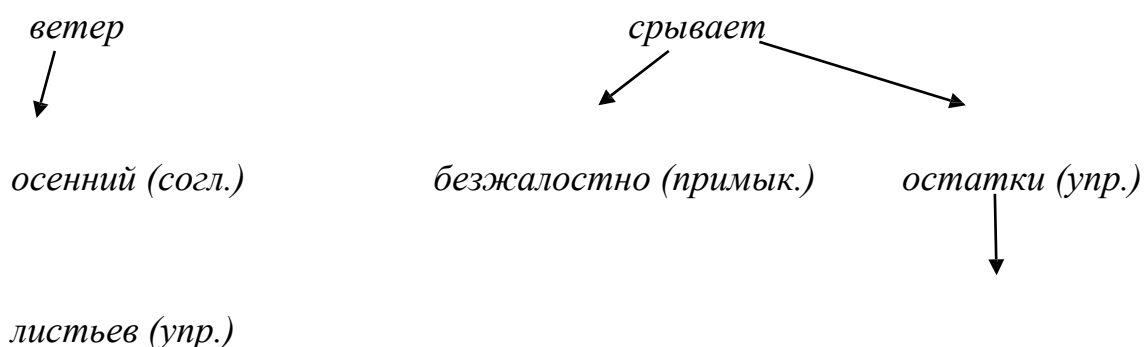 ветер срывает
осенний (согл.) безжалостно (примык.) остатки (упр.)
листьев (упр.)